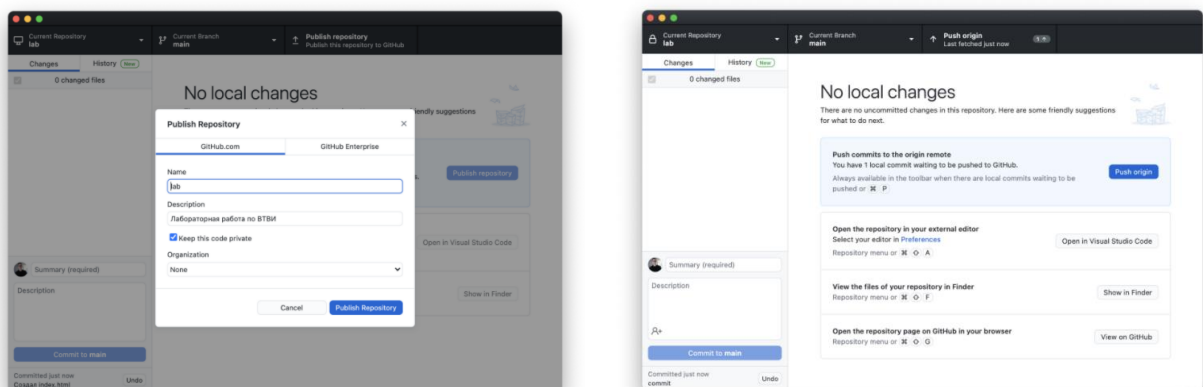 Current Repository
lab
Current Branch
main
Publish repository
Publish this repository to GitHub
Changes
History
New
0 changed files
No local changes
friendly suggestions
Publish Repository
GitHub.com
GitHub Enterprise
Name
lab
Description
Лабораторная работа по ВТВИ
Keep this code private
Organization
None
Cancel
Publish Repository
Publish repository
Open in Visual Studio Code
Show in Finder
Summary (required)
Description
Commit to main
Committed just now
Создал index.html
Undo
Current Repository
lab
Current Branch
main
Push origin
Last fetched just now
1
Changes
History
New
0 changed files
No local changes
There are no uncommitted changes in this repository. Here are some friendly suggestions
for what to do next.
Push commits to the origin remote
You have 1 local commit waiting to be pushed to GitHub.
Always available in the toolbar when there are local commits waiting to be
pushed or ⌘ P
Push origin
Open the repository in your external editor
Select your editor in Preferences
Repository menu or ⌘ ⇧ A
Open in Visual Studio Code
View the files of your repository in Finder
Repository menu or ⌘ ⇧ F
Show in Finder
Open the repository page on GitHub in your browser
Repository menu or ⌘ ⇧ G
View on GitHub
Summary (required)
Description
Commit to main
Committed just now
commit
Undo